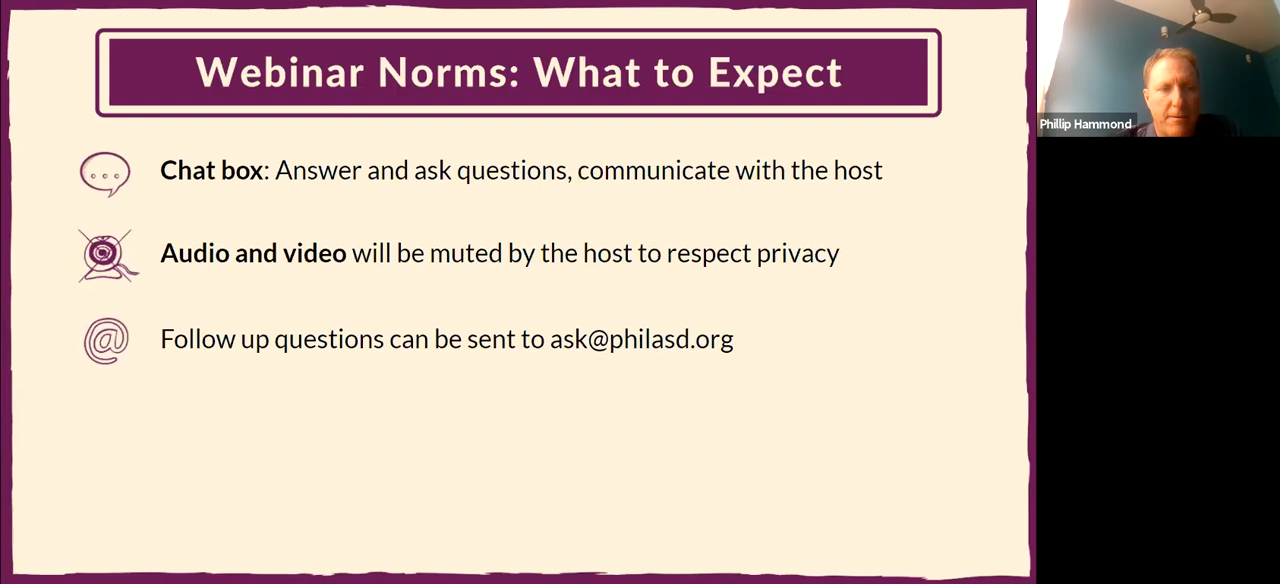 Webinar Norms: What to Expect
Phillip Hammond
Chat box: Answer and ask questions, communicate with the host
Audio and video will be muted by the host to respect privacy
@ Follow up questions can be sent to ask@philasd.org